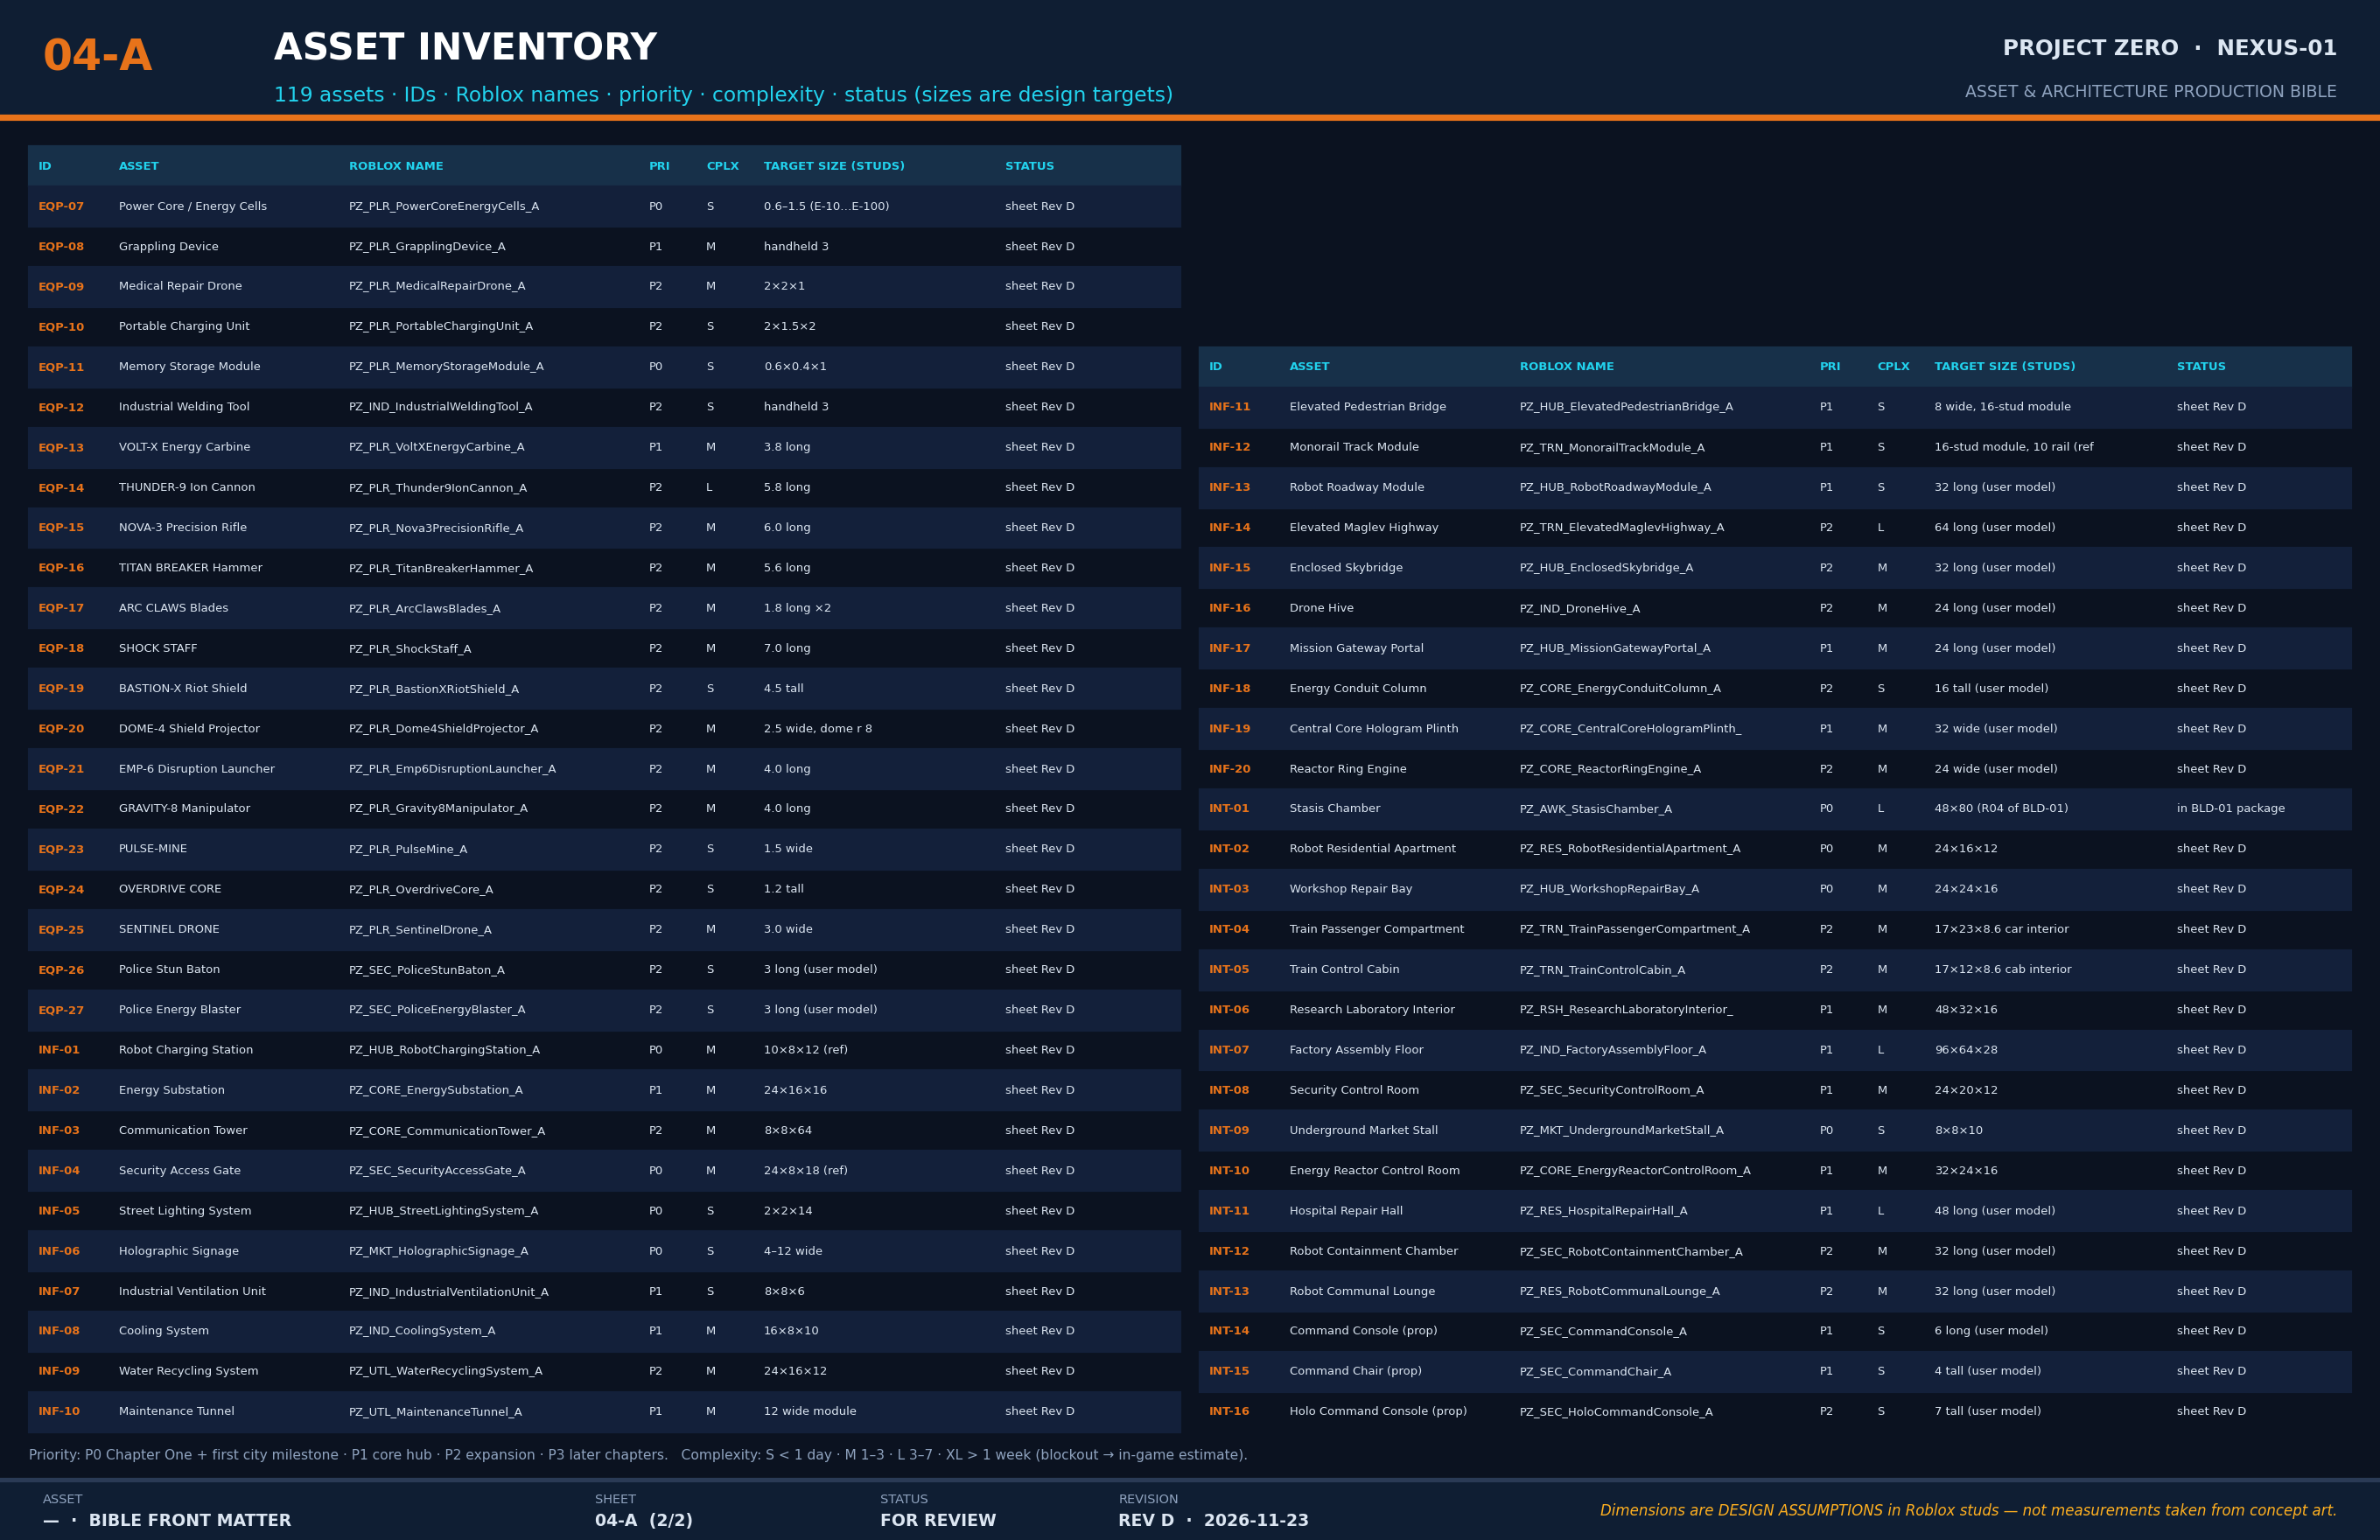 04-A
ASSET INVENTORY
119 assets · IDs · Roblox names · priority · complexity · status (sizes are design targets)
PROJECT ZERO · NEXUS-01
ASSET & ARCHITECTURE PRODUCTION BIBLE
ID ASSET ROBLOX NAME PRI CPLX TARGET SIZE (STUDS) STATUS
EQP-07 Power Core / Energy Cells PZ_PLR_PowerCoreEnergyCells_A P0 S 0.6–1.5 (E-10…E-100) sheet Rev D
EQP-08 Grappling Device PZ_PLR_GrapplingDevice_A P1 M handheld 3 sheet Rev D
EQP-09 Medical Repair Drone PZ_PLR_MedicalRepairDrone_A P2 M 2×2×1 sheet Rev D
EQP-10 Portable Charging Unit PZ_PLR_PortableChargingUnit_A P2 S 2×1.5×2 sheet Rev D
EQP-11 Memory Storage Module PZ_PLR_MemoryStorageModule_A P0 S 0.6×0.4×1 sheet Rev D
EQP-12 Industrial Welding Tool PZ_IND_IndustrialWeldingTool_A P2 S handheld 3 sheet Rev D
EQP-13 VOLT-X Energy Carbine PZ_PLR_VoltXEnergyCarbine_A P1 M 3.8 long sheet Rev D
EQP-14 THUNDER-9 Ion Cannon PZ_PLR_Thunder9IonCannon_A P2 L 5.8 long sheet Rev D
EQP-15 NOVA-3 Precision Rifle PZ_PLR_Nova3PrecisionRifle_A P2 M 6.0 long sheet Rev D
EQP-16 TITAN BREAKER Hammer PZ_PLR_TitanBreakerHammer_A P2 M 5.6 long sheet Rev D
EQP-17 ARC CLAWS Blades PZ_PLR_ArcClawsBlades_A P2 M 1.8 long ×2 sheet Rev D
EQP-18 SHOCK STAFF PZ_PLR_ShockStaff_A P2 M 7.0 long sheet Rev D
EQP-19 BASTION-X Riot Shield PZ_PLR_BastionXRiotShield_A P2 S 4.5 tall sheet Rev D
EQP-20 DOME-4 Shield Projector PZ_PLR_Dome4ShieldProjector_A P2 M 2.5 wide, dome r 8 sheet Rev D
EQP-21 EMP-6 Disruption Launcher PZ_PLR_Emp6DisruptionLauncher_A P2 M 4.0 long sheet Rev D
EQP-22 GRAVITY-8 Manipulator PZ_PLR_Gravity8Manipulator_A P2 M 4.0 long sheet Rev D
EQP-23 PULSE-MINE PZ_PLR_PulseMine_A P2 S 1.5 wide sheet Rev D
EQP-24 OVERDRIVE CORE PZ_PLR_OverdriveCore_A P2 S 1.2 tall sheet Rev D
EQP-25 SENTINEL DRONE PZ_PLR_SentinelDrone_A P2 M 3.0 wide sheet Rev D
EQP-26 Police Stun Baton PZ_SEC_PoliceStunBaton_A P2 S 3 long (user model) sheet Rev D
EQP-27 Police Energy Blaster PZ_SEC_PoliceEnergyBlaster_A P2 S 3 long (user model) sheet Rev D
INF-01 Robot Charging Station PZ_HUB_RobotChargingStation_A P0 M 10×8×12 (ref) sheet Rev D
INF-02 Energy Substation PZ_CORE_EnergySubstation_A P1 M 24×16×16 sheet Rev D
INF-03 Communication Tower PZ_CORE_CommunicationTower_A P2 M 8×8×64 sheet Rev D
INF-04 Security Access Gate PZ_SEC_SecurityAccessGate_A P0 M 24×8×18 (ref) sheet Rev D
INF-05 Street Lighting System PZ_HUB_StreetLightingSystem_A P0 S 2×2×14 sheet Rev D
INF-06 Holographic Signage PZ_MKT_HolographicSignage_A P0 S 4–12 wide sheet Rev D
INF-07 Industrial Ventilation Unit PZ_IND_IndustrialVentilationUnit_A P1 S 8×8×6 sheet Rev D
INF-08 Cooling System PZ_IND_CoolingSystem_A P1 M 16×8×10 sheet Rev D
INF-09 Water Recycling System PZ_UTL_WaterRecyclingSystem_A P2 M 24×16×12 sheet Rev D
INF-10 Maintenance Tunnel PZ_UTL_MaintenanceTunnel_A P1 M 12 wide module sheet Rev D
ID ASSET ROBLOX NAME PRI CPLX TARGET SIZE (STUDS) STATUS
INF-11 Elevated Pedestrian Bridge PZ_HUB_ElevatedPedestrianBridge_A P1 S 8 wide, 16-stud module sheet Rev D
INF-12 Monorail Track Module PZ_TRN_MonorailTrackModule_A P1 S 16-stud module, 10 rail (ref sheet Rev D
INF-13 Robot Roadway Module PZ_HUB_RobotRoadwayModule_A P1 S 32 long (user model) sheet Rev D
INF-14 Elevated Maglev Highway PZ_TRN_ElevatedMaglevHighway_A P2 L 64 long (user model) sheet Rev D
INF-15 Enclosed Skybridge PZ_HUB_EnclosedSkybridge_A P2 M 32 long (user model) sheet Rev D
INF-16 Drone Hive PZ_IND_DroneHive_A P2 M 24 long (user model) sheet Rev D
INF-17 Mission Gateway Portal PZ_HUB_MissionGatewayPortal_A P1 M 24 long (user model) sheet Rev D
INF-18 Energy Conduit Column PZ_CORE_EnergyConduitColumn_A P2 S 16 tall (user model) sheet Rev D
INF-19 Central Core Hologram Plinth PZ_CORE_CentralCoreHologramPlinth_ P1 M 32 wide (user model) sheet Rev D
INF-20 Reactor Ring Engine PZ_CORE_ReactorRingEngine_A P2 M 24 wide (user model) sheet Rev D
INT-01 Stasis Chamber PZ_AWK_StasisChamber_A P0 L 48×80 (R04 of BLD-01) in BLD-01 package
INT-02 Robot Residential Apartment PZ_RES_RobotResidentialApartment_A P0 M 24×16×12 sheet Rev D
INT-03 Workshop Repair Bay PZ_HUB_WorkshopRepairBay_A P0 M 24×24×16 sheet Rev D
INT-04 Train Passenger Compartment PZ_TRN_TrainPassengerCompartment_A P2 M 17×23×8.6 car interior sheet Rev D
INT-05 Train Control Cabin PZ_TRN_TrainControlCabin_A P2 M 17×12×8.6 cab interior sheet Rev D
INT-06 Research Laboratory Interior PZ_RSH_ResearchLaboratoryInterior_ P1 M 48×32×16 sheet Rev D
INT-07 Factory Assembly Floor PZ_IND_FactoryAssemblyFloor_A P1 L 96×64×28 sheet Rev D
INT-08 Security Control Room PZ_SEC_SecurityControlRoom_A P1 M 24×20×12 sheet Rev D
INT-09 Underground Market Stall PZ_MKT_UndergroundMarketStall_A P0 S 8×8×10 sheet Rev D
INT-10 Energy Reactor Control Room PZ_CORE_EnergyReactorControlRoom_A P1 M 32×24×16 sheet Rev D
INT-11 Hospital Repair Hall PZ_RES_HospitalRepairHall_A P1 L 48 long (user model) sheet Rev D
INT-12 Robot Containment Chamber PZ_SEC_RobotContainmentChamber_A P2 M 32 long (user model) sheet Rev D
INT-13 Robot Communal Lounge PZ_RES_RobotCommunalLounge_A P2 M 32 long (user model) sheet Rev D
INT-14 Command Console (prop) PZ_SEC_CommandConsole_A P1 S 6 long (user model) sheet Rev D
INT-15 Command Chair (prop) PZ_SEC_CommandChair_A P1 S 4 tall (user model) sheet Rev D
INT-16 Holo Command Console (prop) PZ_SEC_HoloCommandConsole_A P2 S 7 tall (user model) sheet Rev D
Priority: P0 Chapter One + first city milestone · P1 core hub · P2 expansion · P3 later chapters. Complexity: S < 1 day · M 1–3 · L 3–7 · XL > 1 week (blockout → in-game estimate).
ASSET SHEET STATUS REVISION
— · BIBLE FRONT MATTER 04-A (2/2) FOR REVIEW REV D · 2026-11-23
Dimensions are DESIGN ASSUMPTIONS in Roblox studs — not measurements taken from concept art.